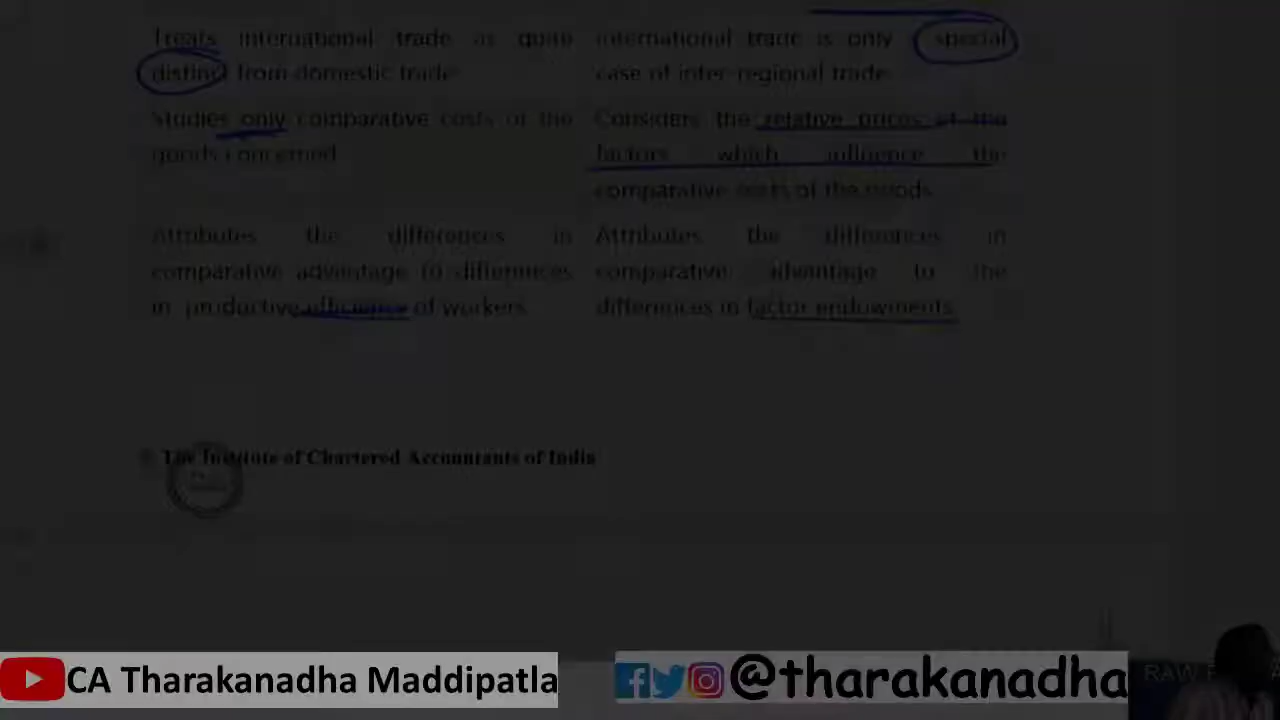 Treats international trade as quite
distinct from domestic trade
International trade is only special
case of inter-regional trade
Studies only comparative costs of the
goods concerned
Considers the relative prices of the
factors which influence the
comparative costs of the goods
Attributes the differences in
comparative advantage to differences
in productive efficiency of workers
Attributes the differences in
comparative advantage to the
differences in factor endowments
The Institute of Chartered Accountants of India
CA Tharakanadha Maddipatla
@tharakanadha
RAW